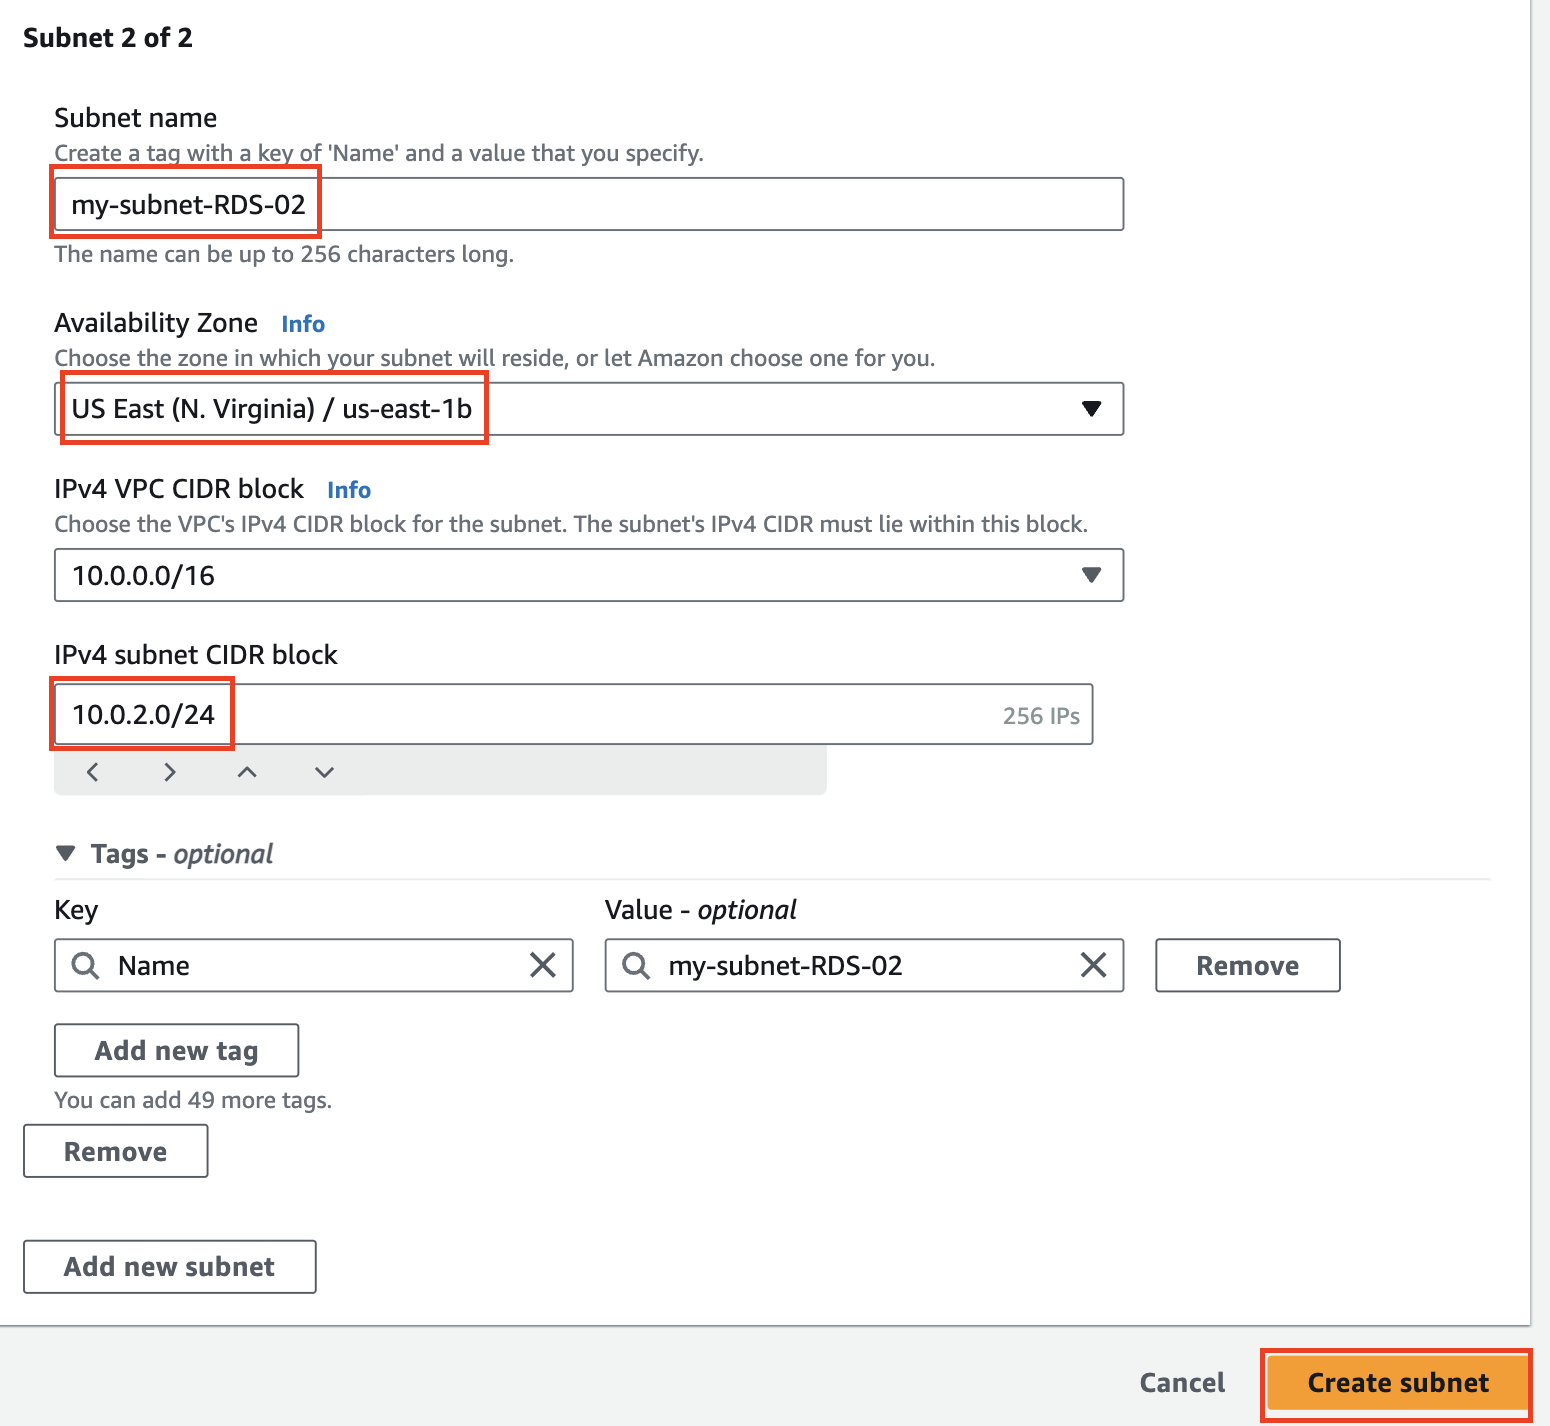 Subnet 2 of 2
Subnet name
Create a tag with a key of 'Name' and a value that you specify.
my-subnet-RDS-02
The name can be up to 256 characters long.
Availability Zone Info
Choose the zone in which your subnet will reside, or let Amazon choose one for you.
US East (N. Virginia) / us-east-1b
IPv4 VPC CIDR block Info
Choose the VPC's IPv4 CIDR block for the subnet. The subnet's IPv4 CIDR must lie within this block.
10.0.0.0/16
IPv4 subnet CIDR block
10.0.2.0/24 256 IPs
Tags - optional
Key Value - optional
Name my-subnet-RDS-02 Remove
Add new tag
You can add 49 more tags.
Remove
Add new subnet
Cancel Create subnet